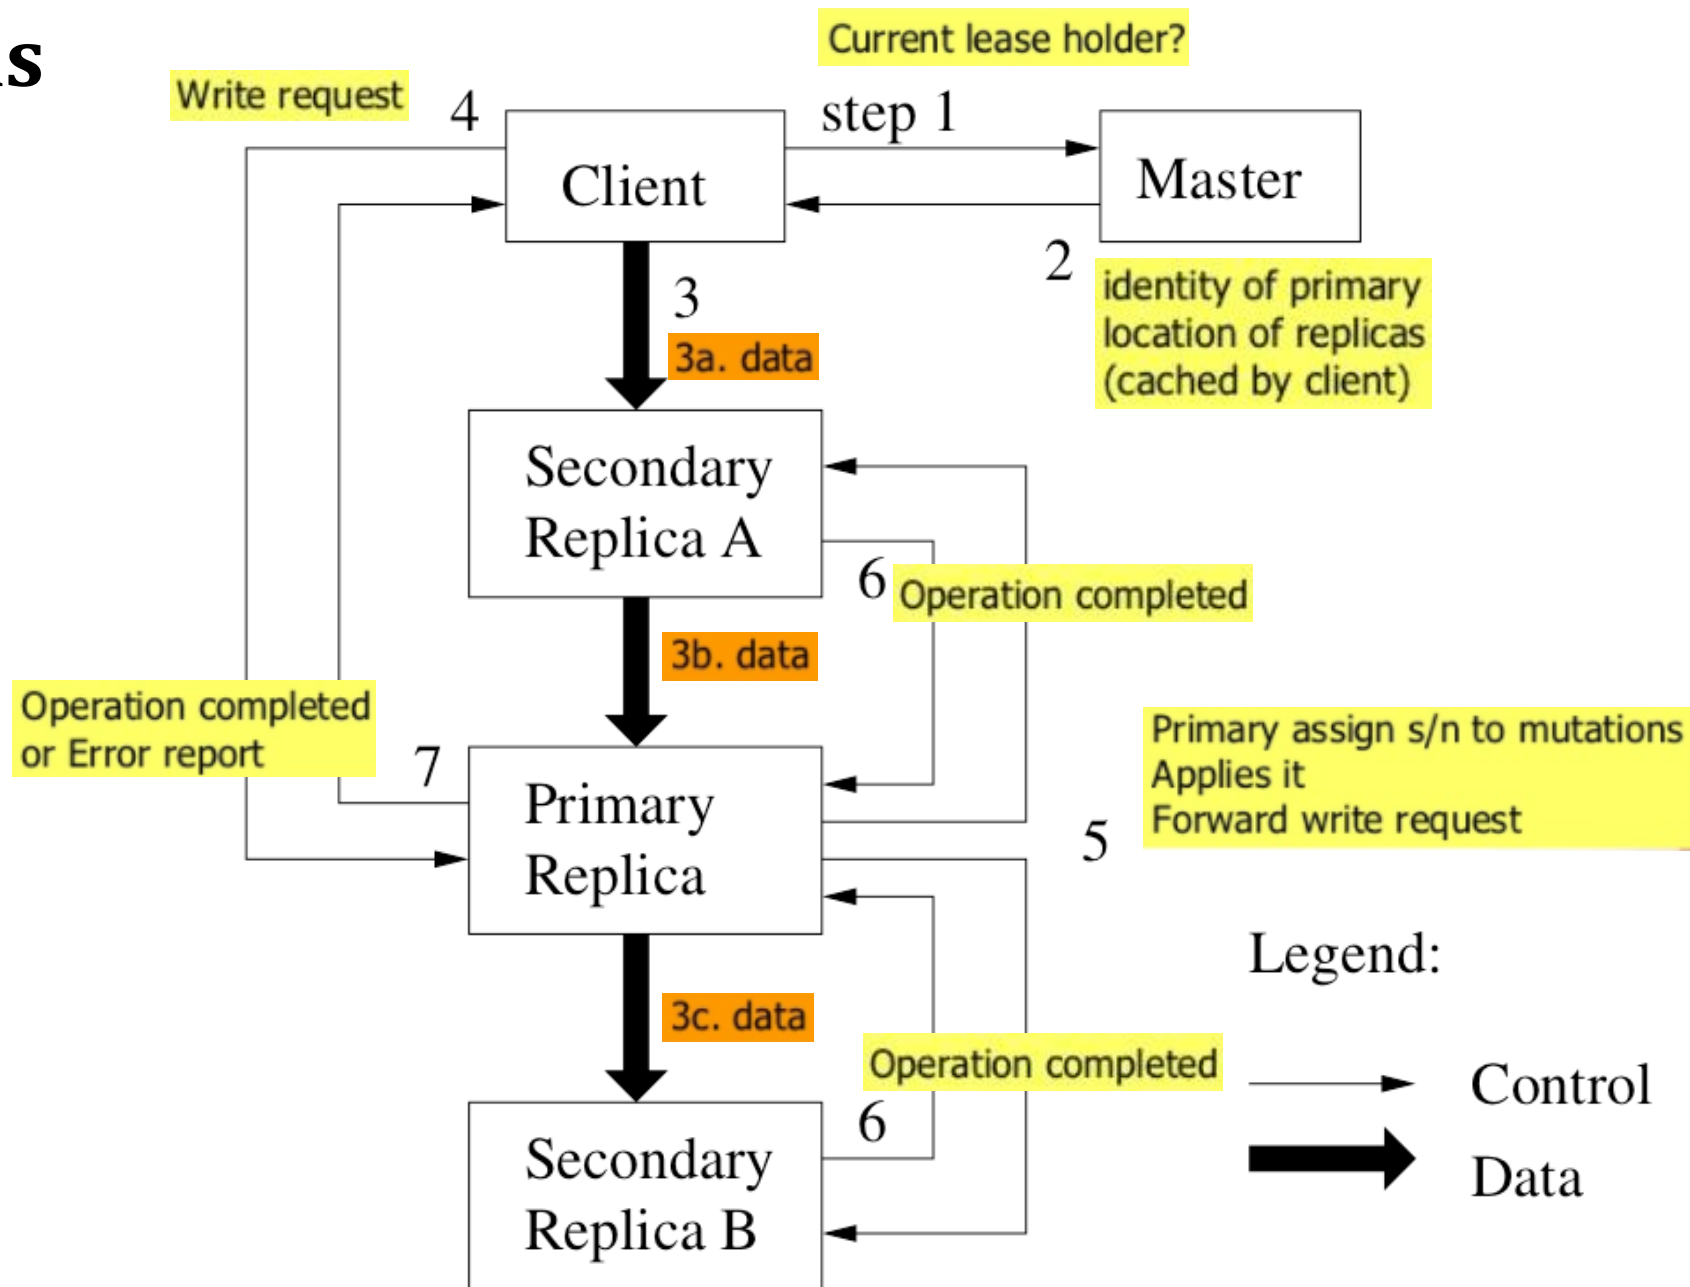 Current lease holder?
Write request
4
step 1
Client
Master
2
identity of primary
location of replicas
(cached by client)
3
3a. data
Secondary
Replica A
6
Operation completed
3b. data
Operation completed
or Error report
7
Primary
Replica
5
Primary assign s/n to mutations
Applies it
Forward write request
3c. data
Operation completed
6
Secondary
Replica B
Legend:
Control
Data